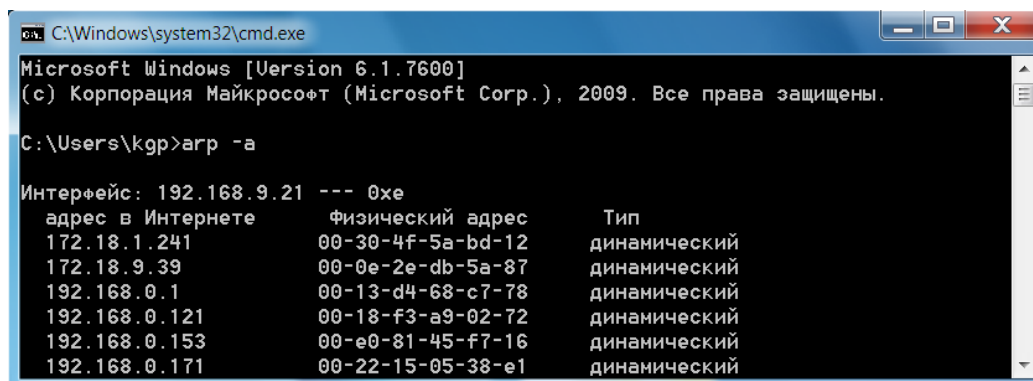 C:\Windows\system32\cmd.exe
Microsoft Windows [Version 6.1.7600]
(c) Корпорация Майкрософт (Microsoft Corp.), 2009. Все права защищены.
C:\Users\kgp>arp -a
Интерфейс: 192.168.9.21 --- 0xe
адрес в Интернете Физический адрес Тип
172.18.1.241 00-30-4f-5a-bd-12 динамический
172.18.9.39 00-0e-2e-db-5a-87 динамический
192.168.0.1 00-13-d4-68-c7-78 динамический
192.168.0.121 00-18-f3-a9-02-72 динамический
192.168.0.153 00-e0-81-45-f7-16 динамический
192.168.0.171 00-22-15-05-38-e1 динамический